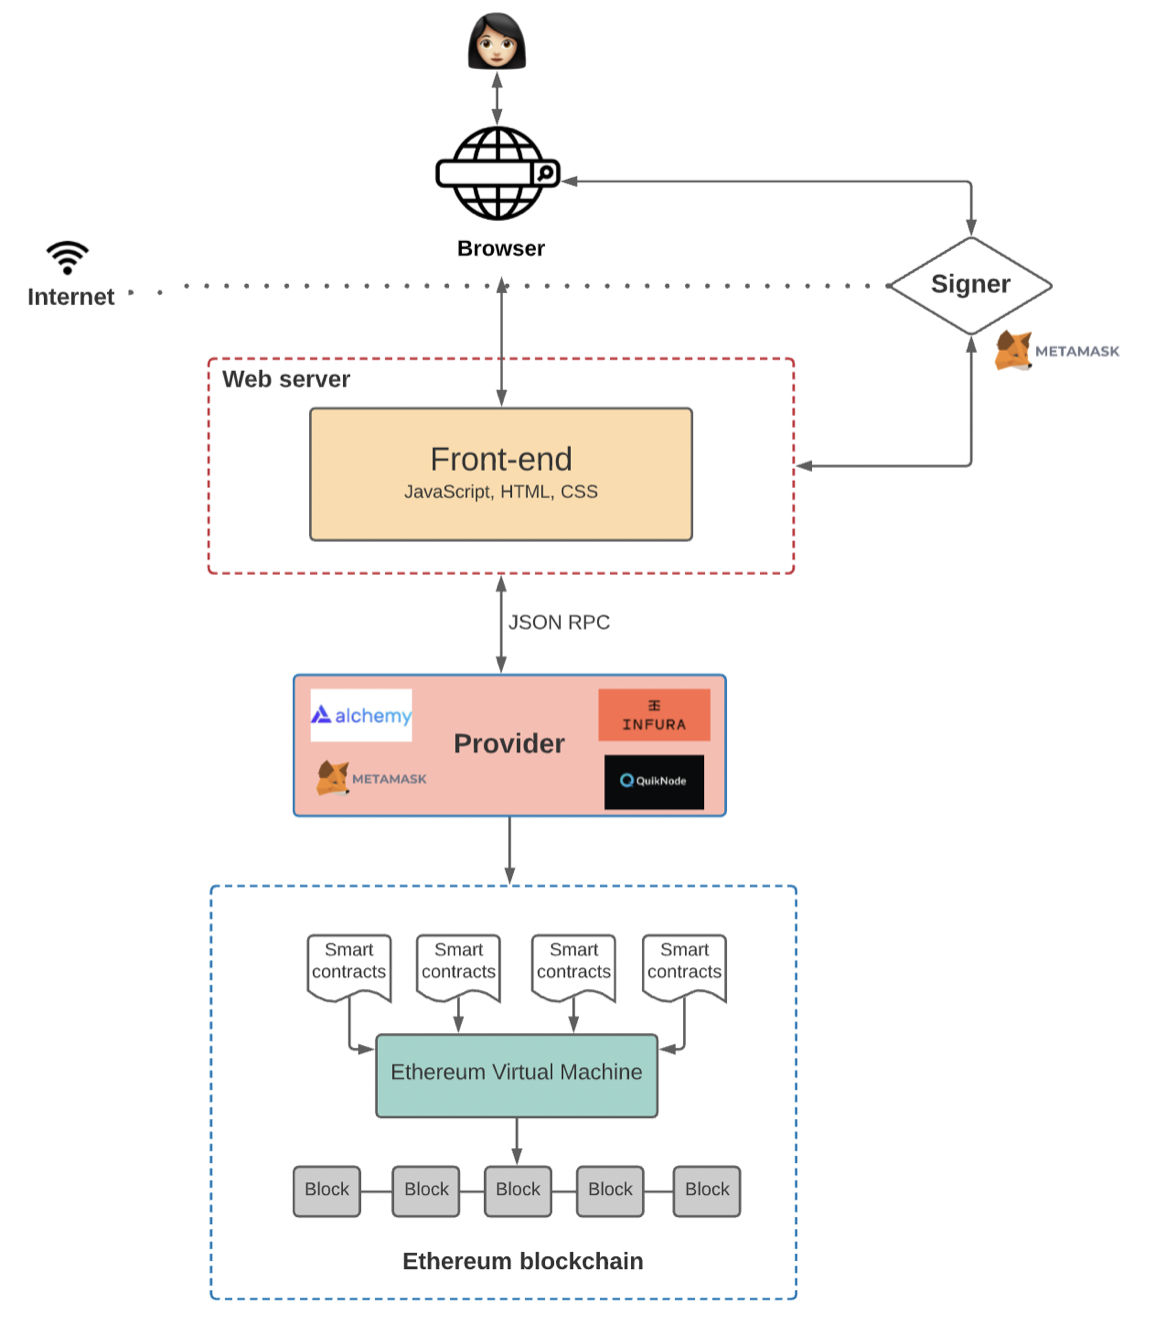 Browser
Internet
Signer
METAMASK
Web server
Front-end
JavaScript, HTML, CSS
JSON RPC
alchemy
INFURA
Provider
METAMASK
QuikNode
Smart
contracts
Smart
contracts
Smart
contracts
Smart
contracts
Ethereum Virtual Machine
Block
Block
Block
Block
Block
Ethereum blockchain